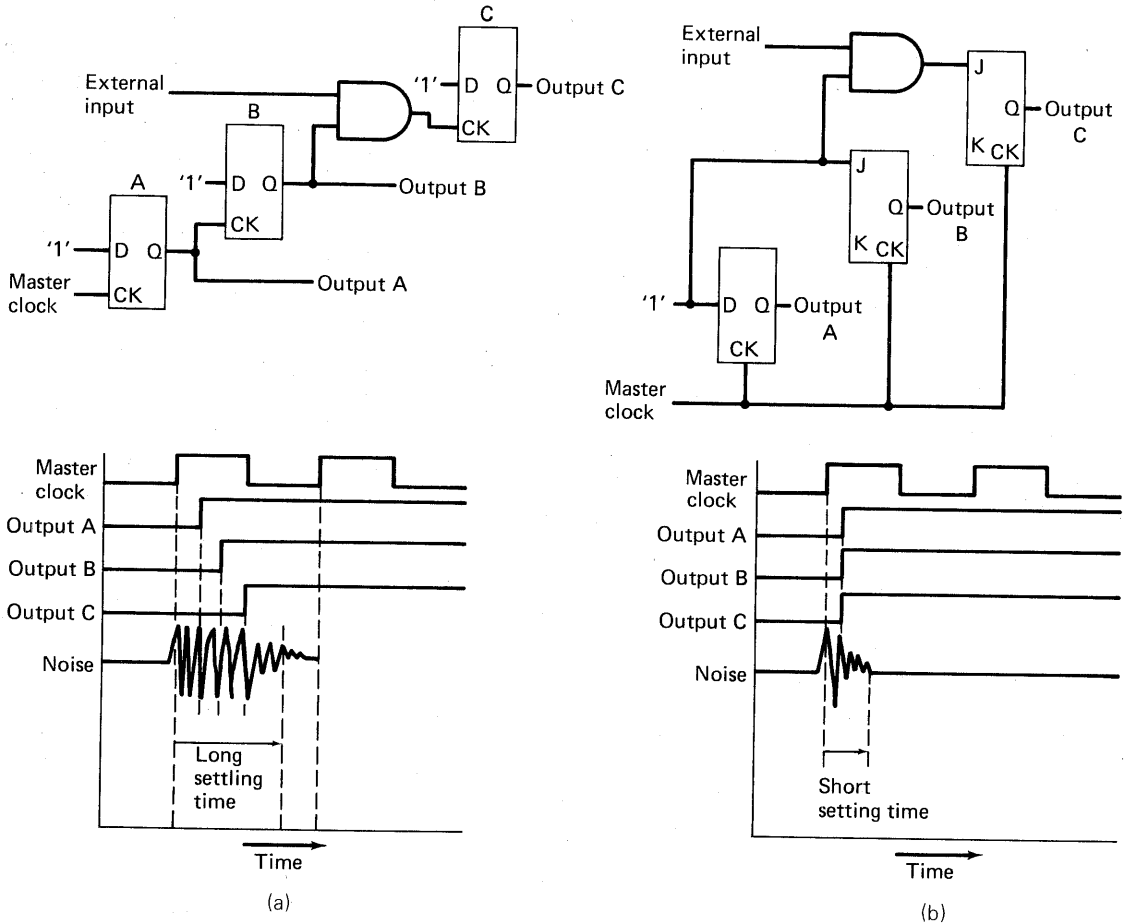 C
External
input
'1'
D
Q
Output C
CK
B
'1'
D
Q
Output B
CK
A
'1'
D
Q
Master
clock
CK
Output A
Master
clock
Output A
Output B
Output C
Noise
Long
settling
time
Time
(a)
External
input
J
Q
Output
C
K
CK
J
Q
Output
B
K
CK
'1'
D
Q
Output
A
CK
Master
clock
Master
clock
Output A
Output B
Output C
Noise
Short
setting time
Time
(b)